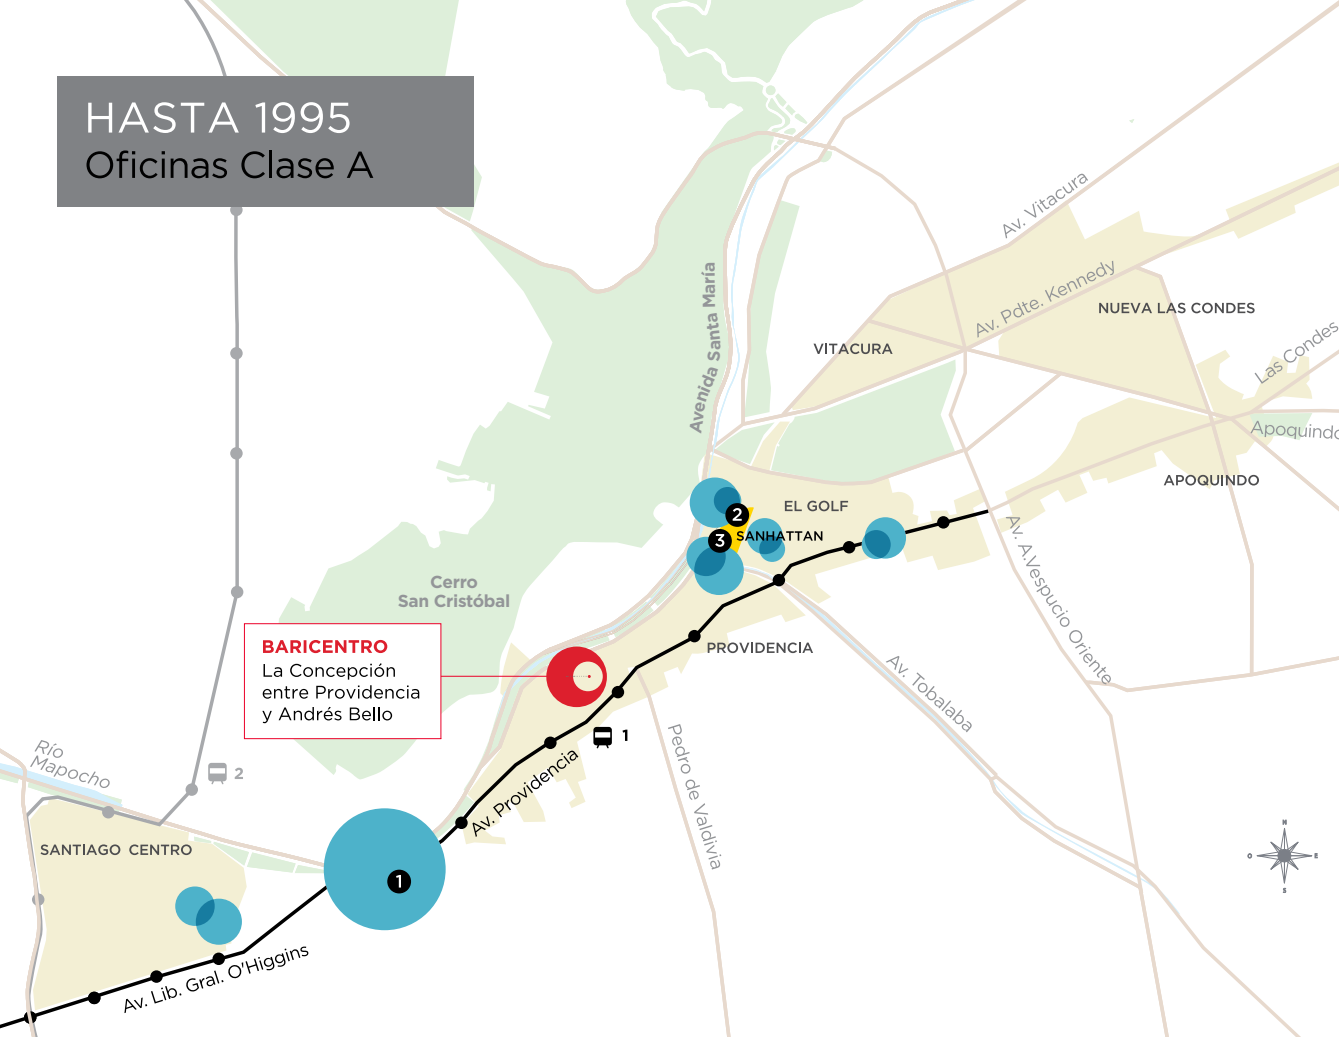 HASTA 1995
Oficinas Clase A
Av. Vitacura
Avenida Santa María
Av. Pdte. Kennedy
NUEVA LAS CONDES
VITACURA
Las Condes
Apoquindo
APOQUINDO
EL GOLF
2
3
SANHATTAN
Av. A.Vespucio Oriente
Cerro
San Cristóbal
BARICENTRO
La Concepción
entre Providencia
y Andrés Bello
PROVIDENCIA
Av. Tobalaba
1
Pedro de Valdivia
Av. Providencia
Río
Mapocho
2
SANTIAGO CENTRO
1
Av. Lib. Gral. O'Higgins
N
O
E
S